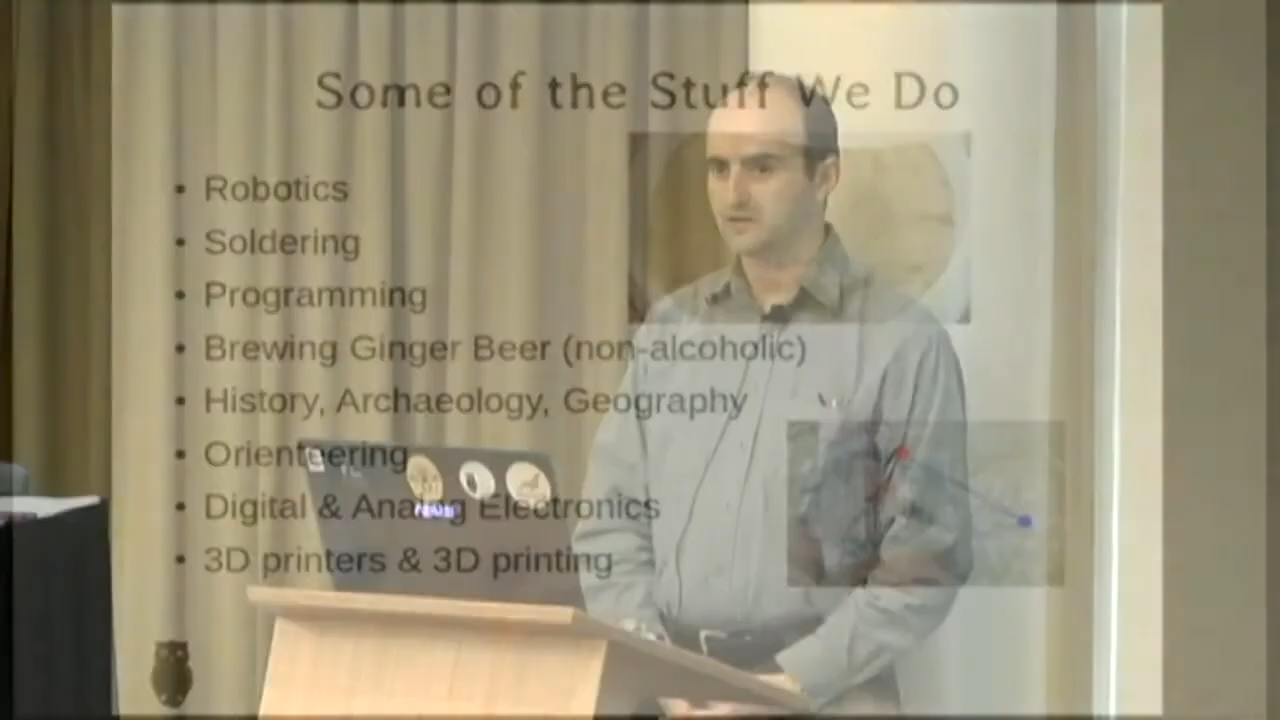 Some of the Stuff We Do
• Robotics
• Soldering
• Programming
• Brewing Ginger Beer (non-alcoholic)
• History, Archaeology, Geography
• Orienteering
• Digital & Analog Electronics
• 3D printers & 3D printing